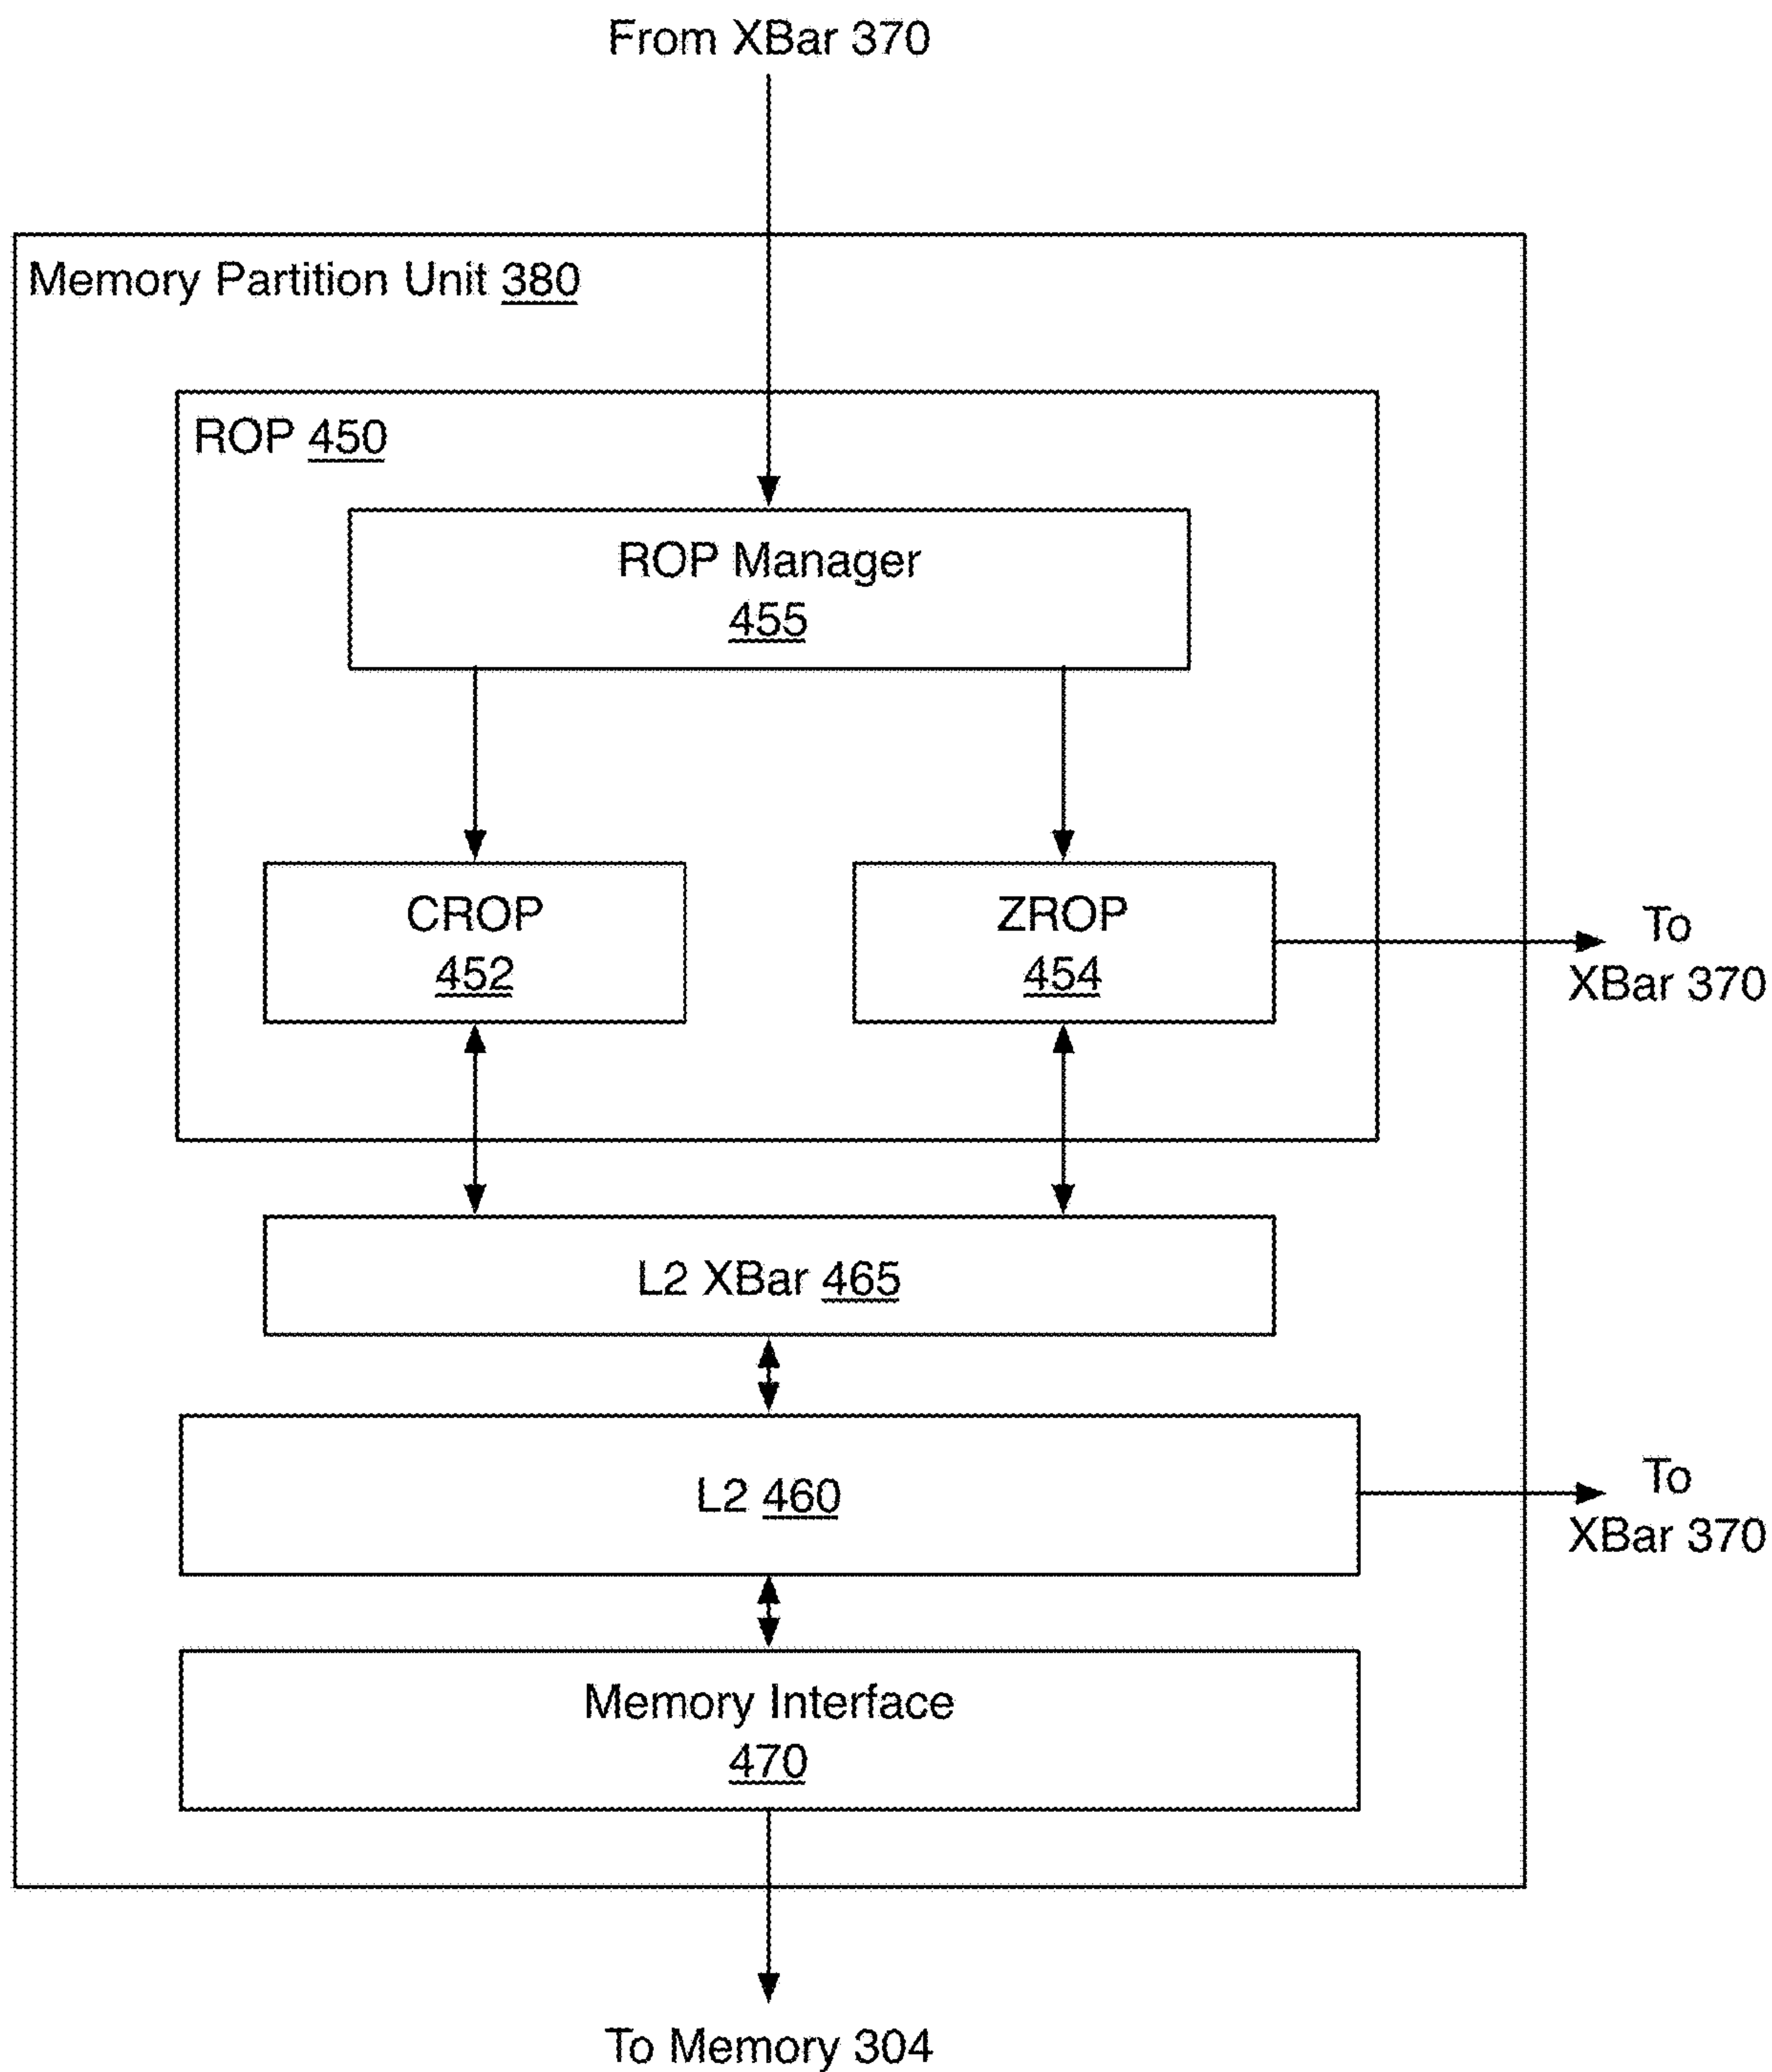 From XBar 370
Memory Partition Unit 380
ROP 450
ROP Manager
455
CROP
452
ZROP
454
To
XBar 370
L2 XBar 465
L2 460
To
XBar 370
Memory Interface
470
To Memory 304